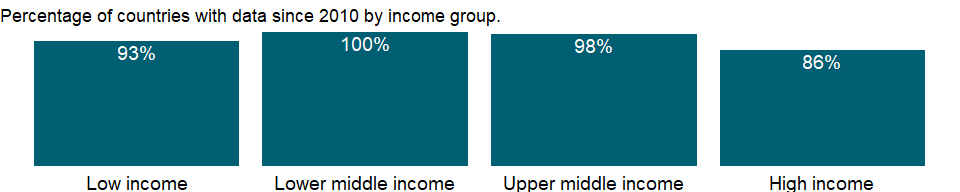 Percentage of countries with data since 2010 by income group.
93%
100%
98%
86%
Low income
Lower middle income
Upper middle income
High income